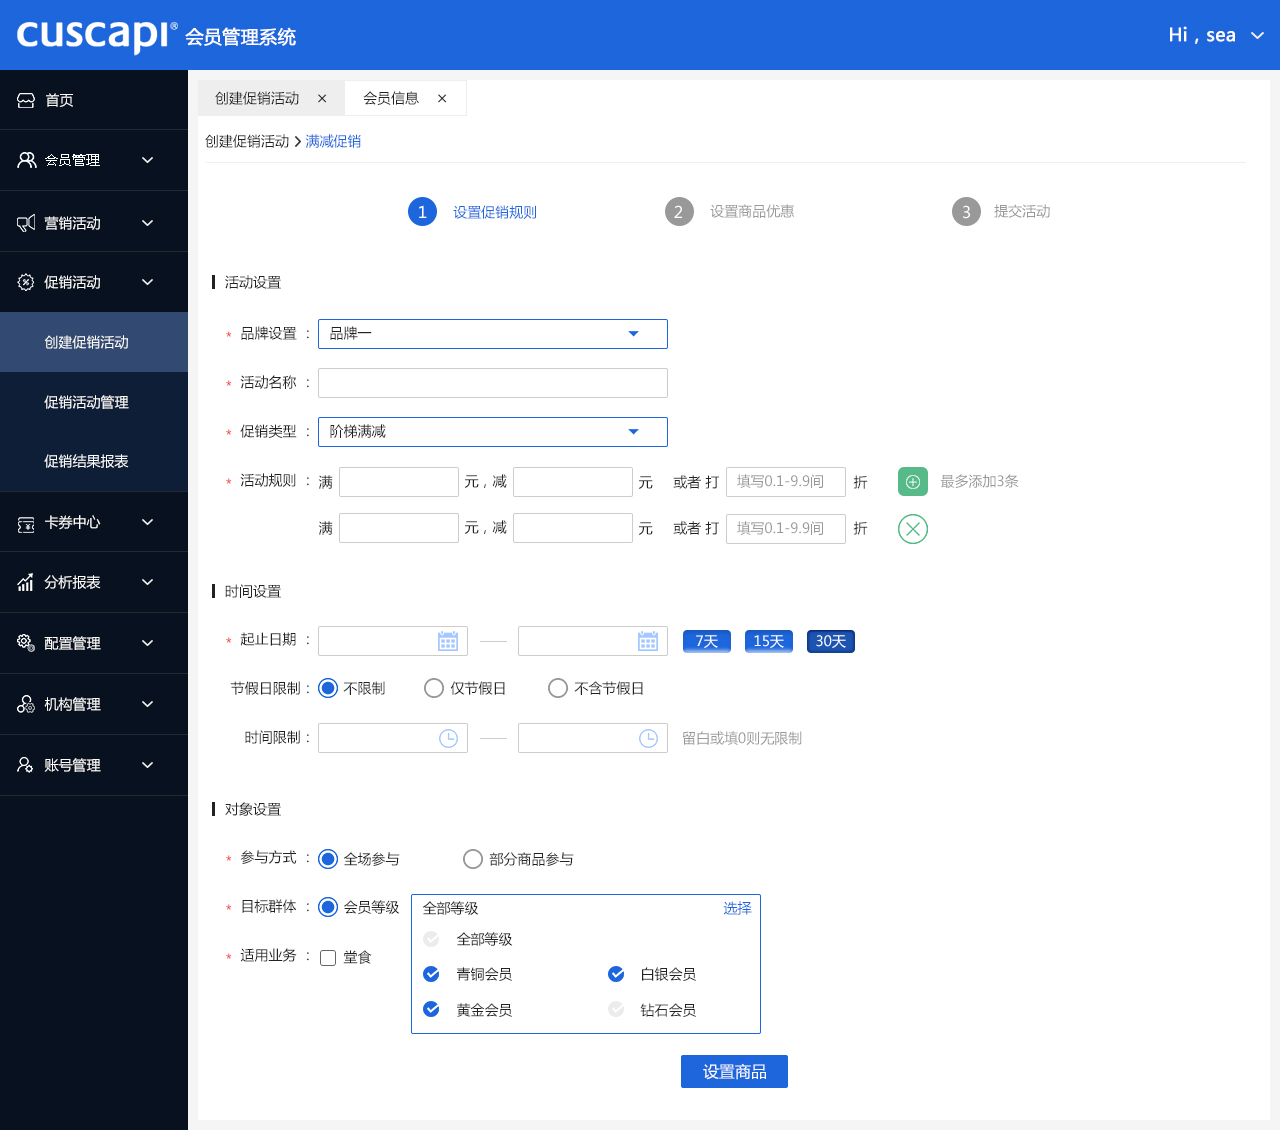 cuscapi® 会员管理系统
Hi , sea
首页
会员管理
营销活动
促销活动
创建促销活动
促销活动管理
促销结果报表
卡券中心
分析报表
配置管理
机构管理
账号管理
创建促销活动 × 会员信息 ×
创建促销活动 > 满减促销
1 设置促销规则 2 设置商品优惠 3 提交活动
活动设置
* 品牌设置 : 品牌一
* 活动名称 :
* 促销类型 : 阶梯满减
* 活动规则 : 满 元 , 减 元 或者 打 填写0.1-9.9间 折 最多添加3条
满 元 , 减 元 或者 打 填写0.1-9.9间 折
时间设置
* 起止日期 : — 7天 15天 30天
节假日限制 : 不限制 仅节假日 不含节假日
时间限制 : — 留白或填0则无限制
对象设置
* 参与方式 : 全场参与 部分商品参与
* 目标群体 : 会员等级 全部等级 选择
全部等级
* 适用业务 : 堂食
青铜会员 白银会员
黄金会员 钻石会员
设置商品